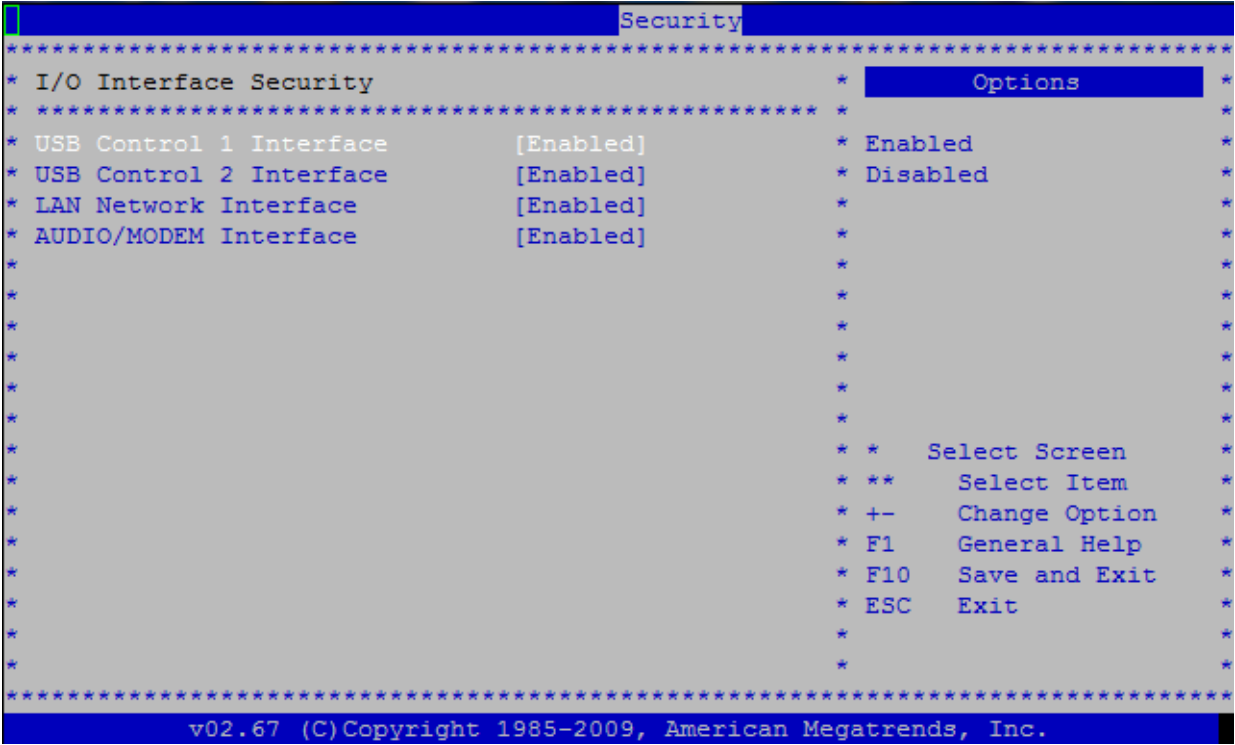 Security
I/O Interface Security
Options
USB Control 1 Interface [Enabled]
USB Control 2 Interface [Enabled]
LAN Network Interface [Enabled]
AUDIO/MODEM Interface [Enabled]
Enabled
Disabled
* Select Screen
** Select Item
+- Change Option
F1 General Help
F10 Save and Exit
ESC Exit
v02.67 (C)Copyright 1985-2009, American Megatrends, Inc.